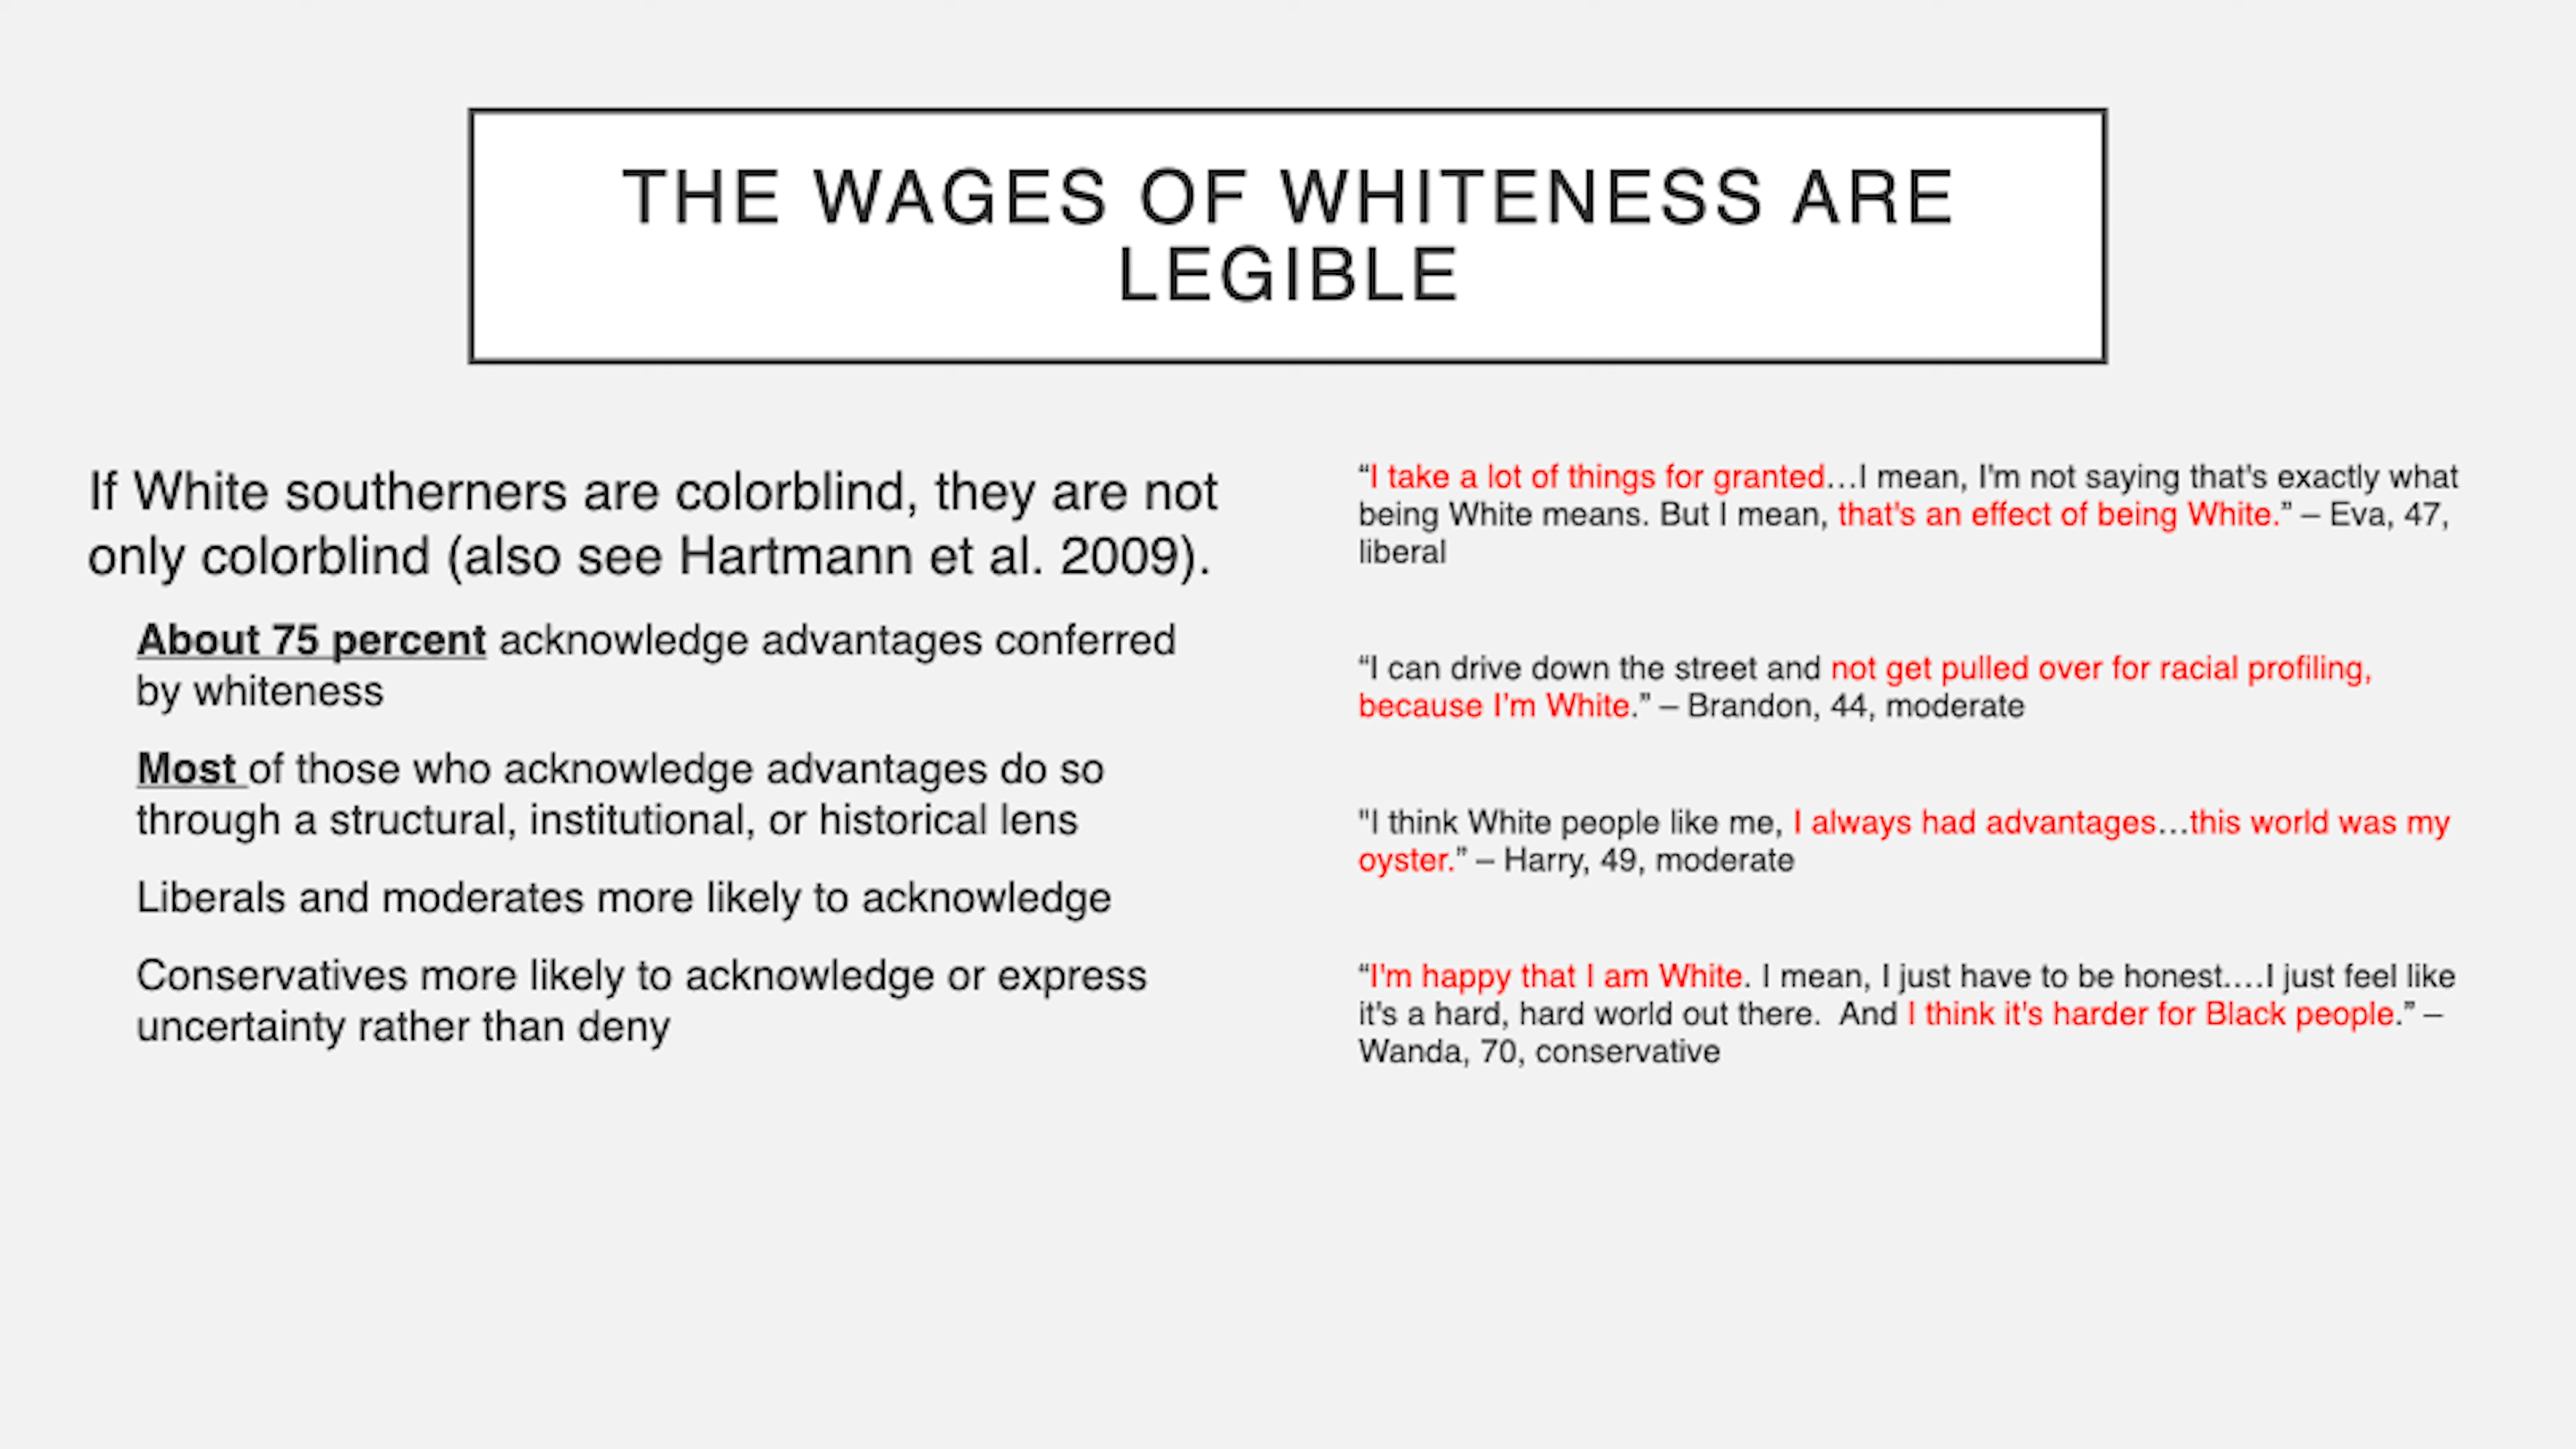 THE WAGES OF WHITENESS ARE
LEGIBLE
If White southerners are colorblind, they are not
only colorblind (also see Hartmann et al. 2009).
About 75 percent acknowledge advantages conferred
by whiteness
Most of those who acknowledge advantages do so
through a structural, institutional, or historical lens
Liberals and moderates more likely to acknowledge
Conservatives more likely to acknowledge or express
uncertainty rather than deny
“I take a lot of things for granted…I mean, I'm not saying that's exactly what
being White means. But I mean, that's an effect of being White.” – Eva, 47,
liberal
“I can drive down the street and not get pulled over for racial profiling,
because I'm White.” – Brandon, 44, moderate
"I think White people like me, I always had advantages…this world was my
oyster.” – Harry, 49, moderate
“I'm happy that I am White. I mean, I just have to be honest….I just feel like
it's a hard, hard world out there.  And I think it's harder for Black people.” –
Wanda, 70, conservative